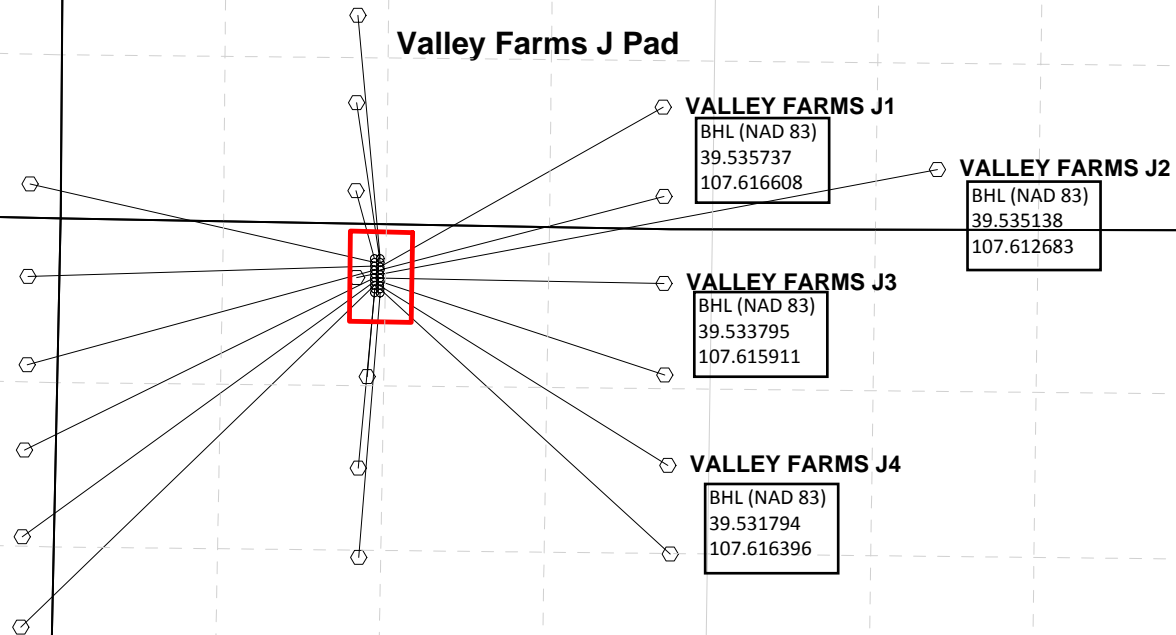 Valley Farms J Pad
VALLEY FARMS J1
BHL (NAD 83)
39.535737
107.616608
VALLEY FARMS J2
BHL (NAD 83)
39.535138
107.612683
VALLEY FARMS J3
BHL (NAD 83)
39.533795
107.615911
VALLEY FARMS J4
BHL (NAD 83)
39.531794
107.616396